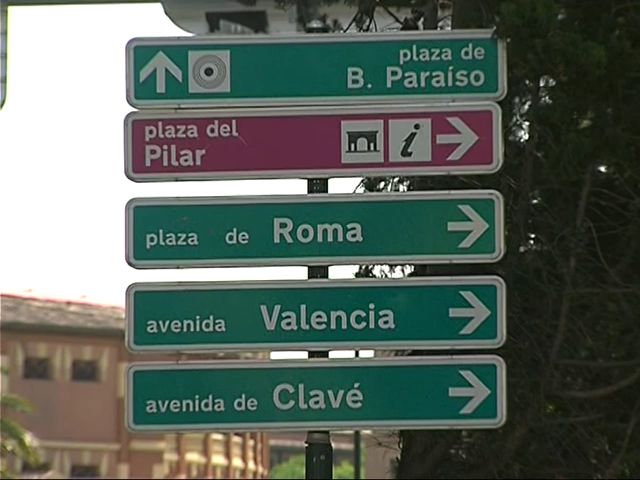 plaza de
B. Paraíso
plaza del
Pilar
i
plaza de Roma
avenida Valencia
avenida de Clavé